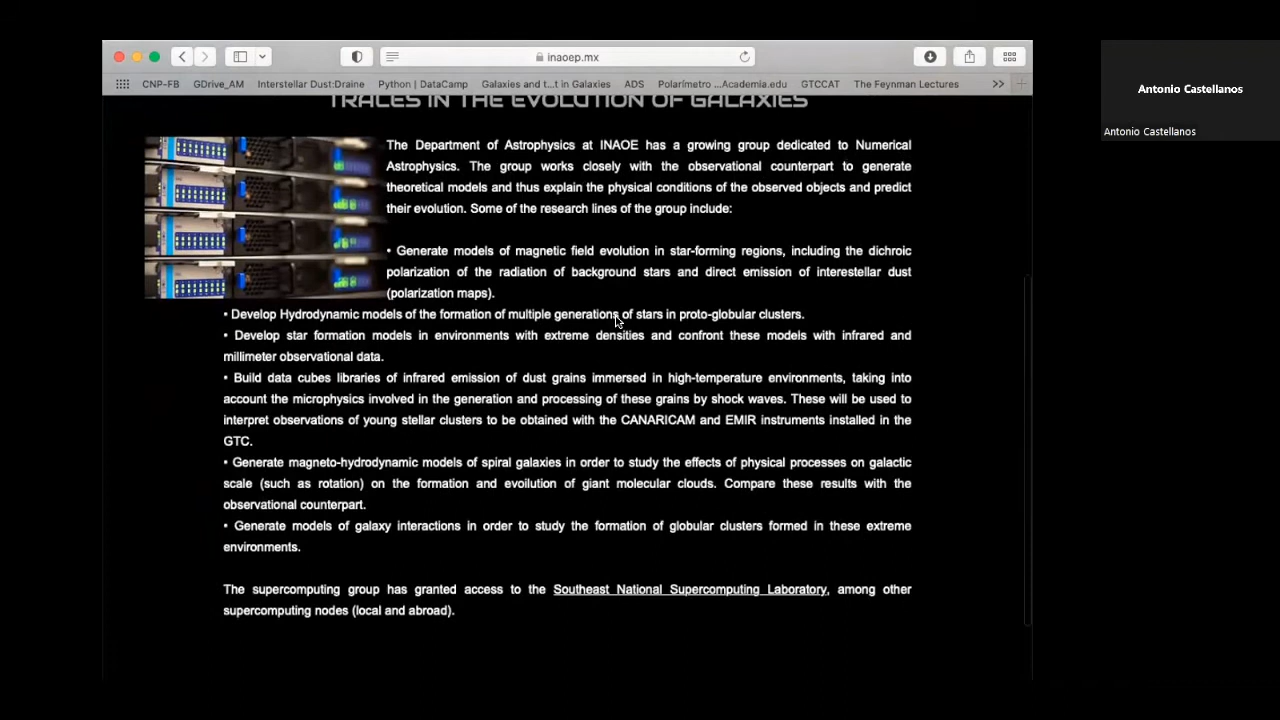 inaoep.mx
CNP-FB GDrive_AM Interstellar Dust:Draine Python | DataCamp Galaxies and t...t in Galaxies ADS Polarímetro ...Academia.edu GTCCAT The Feynman Lectures >>
TRACES IN THE EVOLUTION OF GALAXIES
The Department of Astrophysics at INAOE has a growing group dedicated to Numerical
Astrophysics. The group works closely with the observational counterpart to generate
theoretical models and thus explain the physical conditions of the observed objects and predict
their evolution. Some of the research lines of the group include:
• Generate models of magnetic field evolution in star-forming regions, including the dichroic
polarization of the radiation of background stars and direct emission of interestellar dust
(polarization maps).
• Develop Hydrodynamic models of the formation of multiple generations of stars in proto-globular clusters.
• Develop star formation models in environments with extreme densities and confront these models with infrared and
millimeter observational data.
• Build data cubes libraries of infrared emission of dust grains immersed in high-temperature environments, taking into
account the microphysics involved in the generation and processing of these grains by shock waves. These will be used to
interpret observations of young stellar clusters to be obtained with the CANARICAM and EMIR instruments installed in the
GTC.
• Generate magneto-hydrodynamic models of spiral galaxies in order to study the effects of physical processes on galactic
scale (such as rotation) on the formation and evoilution of giant molecular clouds. Compare these results with the
observational counterpart.
• Generate models of galaxy interactions in order to study the formation of globular clusters formed in these extreme
environments.
The supercomputing group has granted access to the Southeast National Supercomputing Laboratory, among other
supercomputing nodes (local and abroad).
Antonio Castellanos
Antonio Castellanos